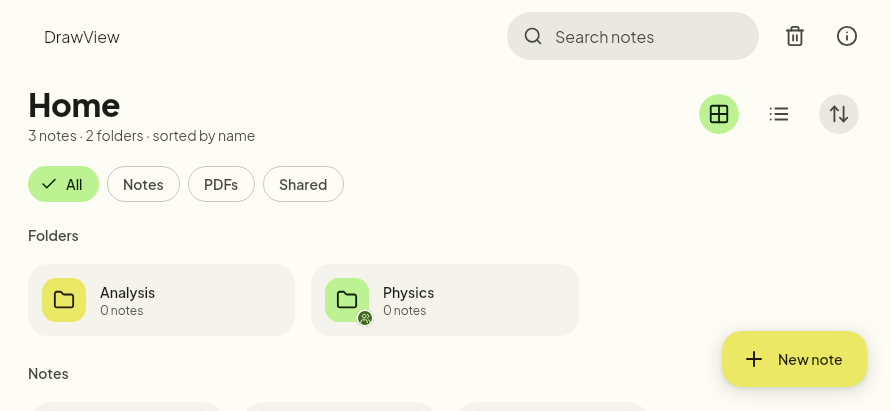 DrawView
Search notes
Home
3 notes · 2 folders · sorted by name
All
Notes
PDFs
Shared
Folders
Analysis
0 notes
Physics
0 notes
New note
Notes